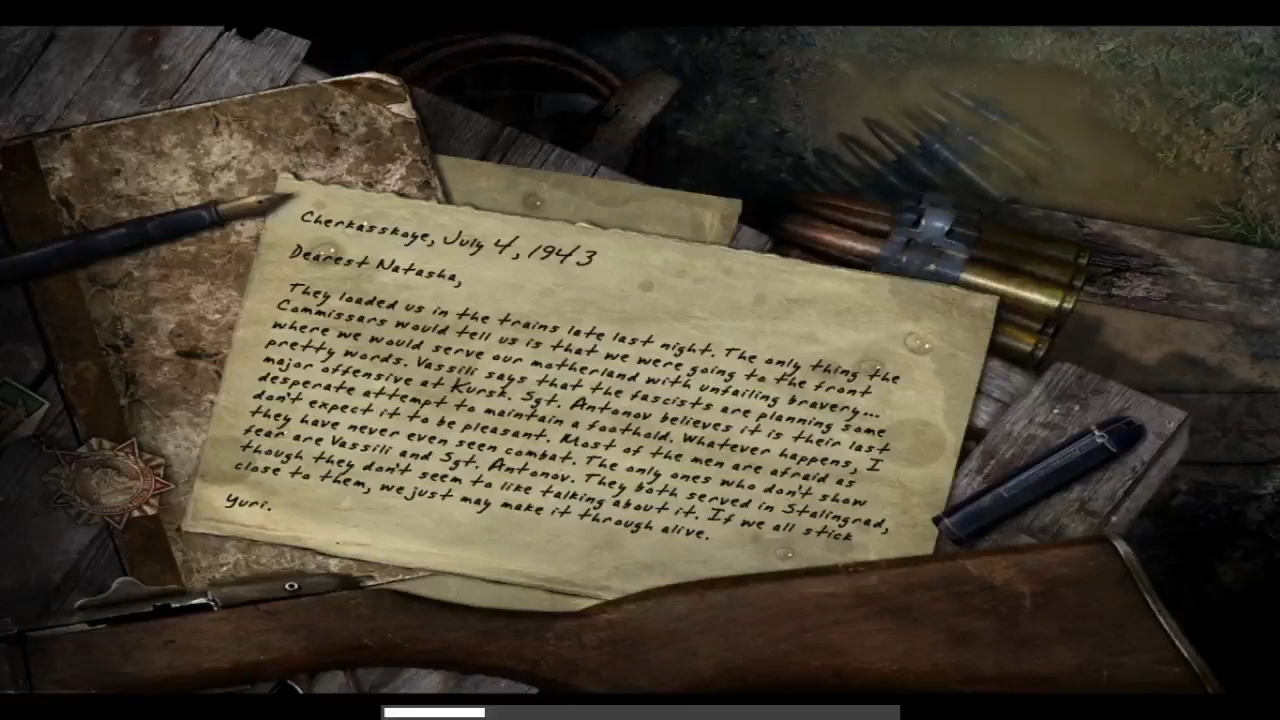 Cherkasskoye, July 4, 1943
Dearest Natasha,
They loaded us in the trains late last night. The only thing the
Commissars would tell us is that we were going to the front
where we would serve our motherland with unfailing bravery...
pretty words. Vassili says that the fascists are planning some
major offensive at Kursk. Sgt. Antonov believes it is their last
desperate attempt to maintain a foothold. Whatever happens, I
don't expect it to be pleasant. Most of the men are afraid as
they have never even seen combat. The only ones who don't show
fear are Vassili and Sgt. Antonov. They both served in Stalingrad,
though they don't seem to like talking about it. If we all stick
close to them, we just may make it through alive.
Yuri.